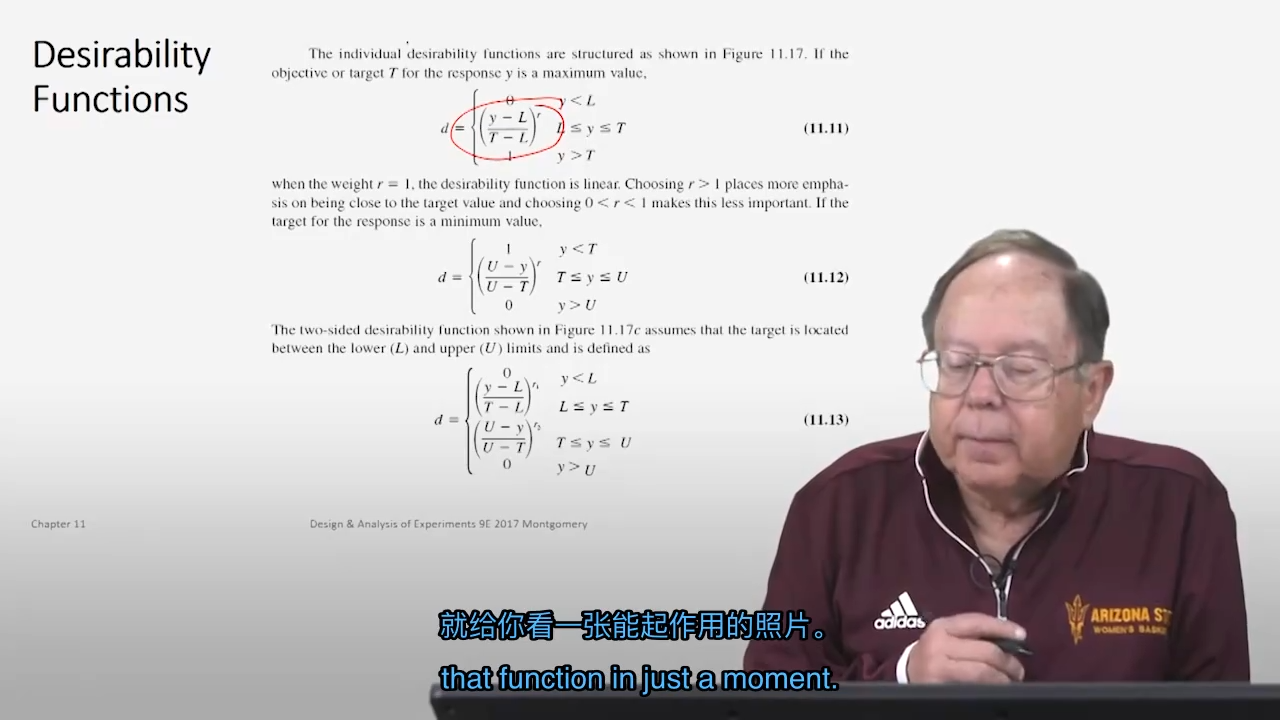 Desirability
Functions
The individual desirability functions are structured as shown in Figure 11.17. If the
objective or target T for the response y is a maximum value,
d = { 0 y < L
((y − L)/(T − L))^r L ≤ y ≤ T (11.11)
1 y > T
when the weight r = 1, the desirability function is linear. Choosing r > 1 places more empha-
sis on being close to the target value and choosing 0 < r < 1 makes this less important. If the
target for the response is a minimum value,
d = { 1 y < T
((U − y)/(U − T))^r T ≤ y ≤ U (11.12)
0 y > U
The two-sided desirability function shown in Figure 11.17c assumes that the target is located
between the lower (L) and upper (U) limits and is defined as
d = { 0 y < L
((y − L)/(T − L))^r₁ L ≤ y ≤ T
((U − y)/(U − T))^r₂ T ≤ y ≤ U (11.13)
0 y > U
Chapter 11
Design & Analysis of Experiments 9E 2017 Montgomery
adidas
ARIZONA ST
WOMEN'S BASK
就给你看一张能起作用的照片。
that function in just a moment.